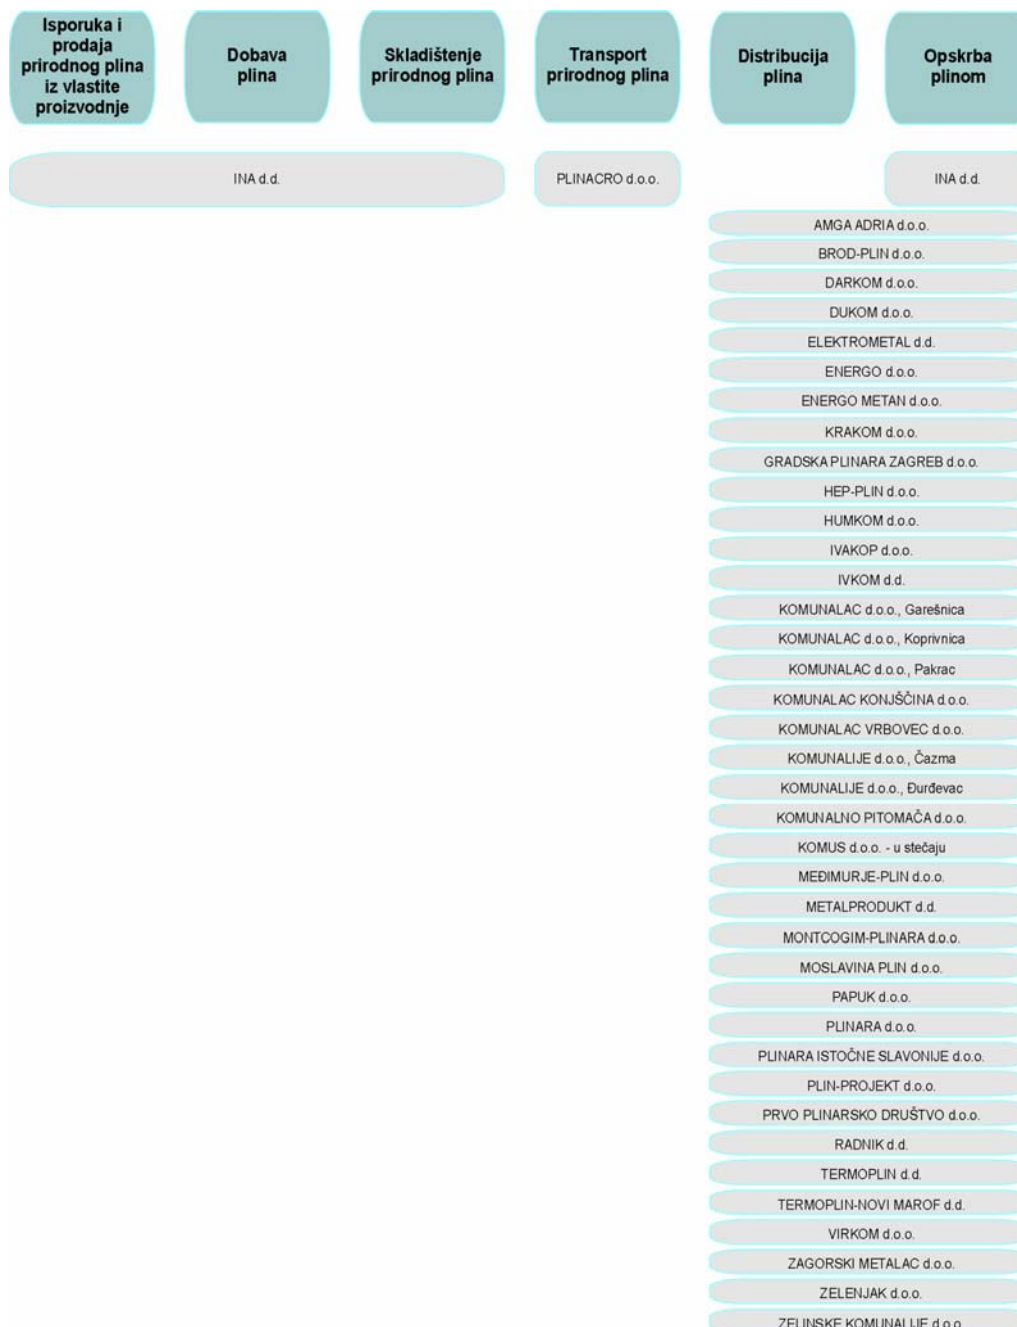 Isporuka i
prodaja
prirodnog plina
iz vlastite
proizvodnje
Dobava
plina
Skladištenje
prirodnog plina
Transport
prirodnog plina
Distribucija
plina
Opskrba
plinom
INA d.d.
PLINACRO d.o.o.
INA d.d.
AMGA ADRIA d.o.o.
BROD-PLIN d.o.o.
DARKOM d.o.o.
DUKOM d.o.o.
ELEKTROMETAL d.d.
ENERGO d.o.o.
ENERGO METAN d.o.o.
KRAKOM d.o.o.
GRADSKA PLINARA ZAGREB d.o.o.
HEP-PLIN d.o.o.
HUMKOM d.o.o.
IVAKOP d.o.o.
IVKOM d.d.
KOMUNALAC d.o.o., Garešnica
KOMUNALAC d.o.o., Koprivnica
KOMUNALAC d.o.o., Pakrac
KOMUNALAC KONJŠČINA d.o.o.
KOMUNALAC VRBOVEC d.o.o.
KOMUNALIJE d.o.o., Čazma
KOMUNALIJE d.o.o., Đurđevac
KOMUNALNO PITOMAČA d.o.o.
KOMUS d.o.o. - u stečaju
MEĐIMURJE-PLIN d.o.o.
METALPRODUKT d.d.
MONTCOGIM-PLINARA d.o.o.
MOSLAVINA PLIN d.o.o.
PAPUK d.o.o.
PLINARA d.o.o.
PLINARA ISTOČNE SLAVONIJE d.o.o.
PLIN-PROJEKT d.o.o.
PRVO PLINARSKO DRUŠTVO d.o.o.
RADNIK d.d.
TERMOPLIN d.d.
TERMOPLIN-NOVI MAROF d.d.
VIRKOM d.o.o.
ZAGORSKI METALAC d.o.o.
ZELENJAK d.o.o.
ZELINSKE KOMUNALIJE d.o.o.